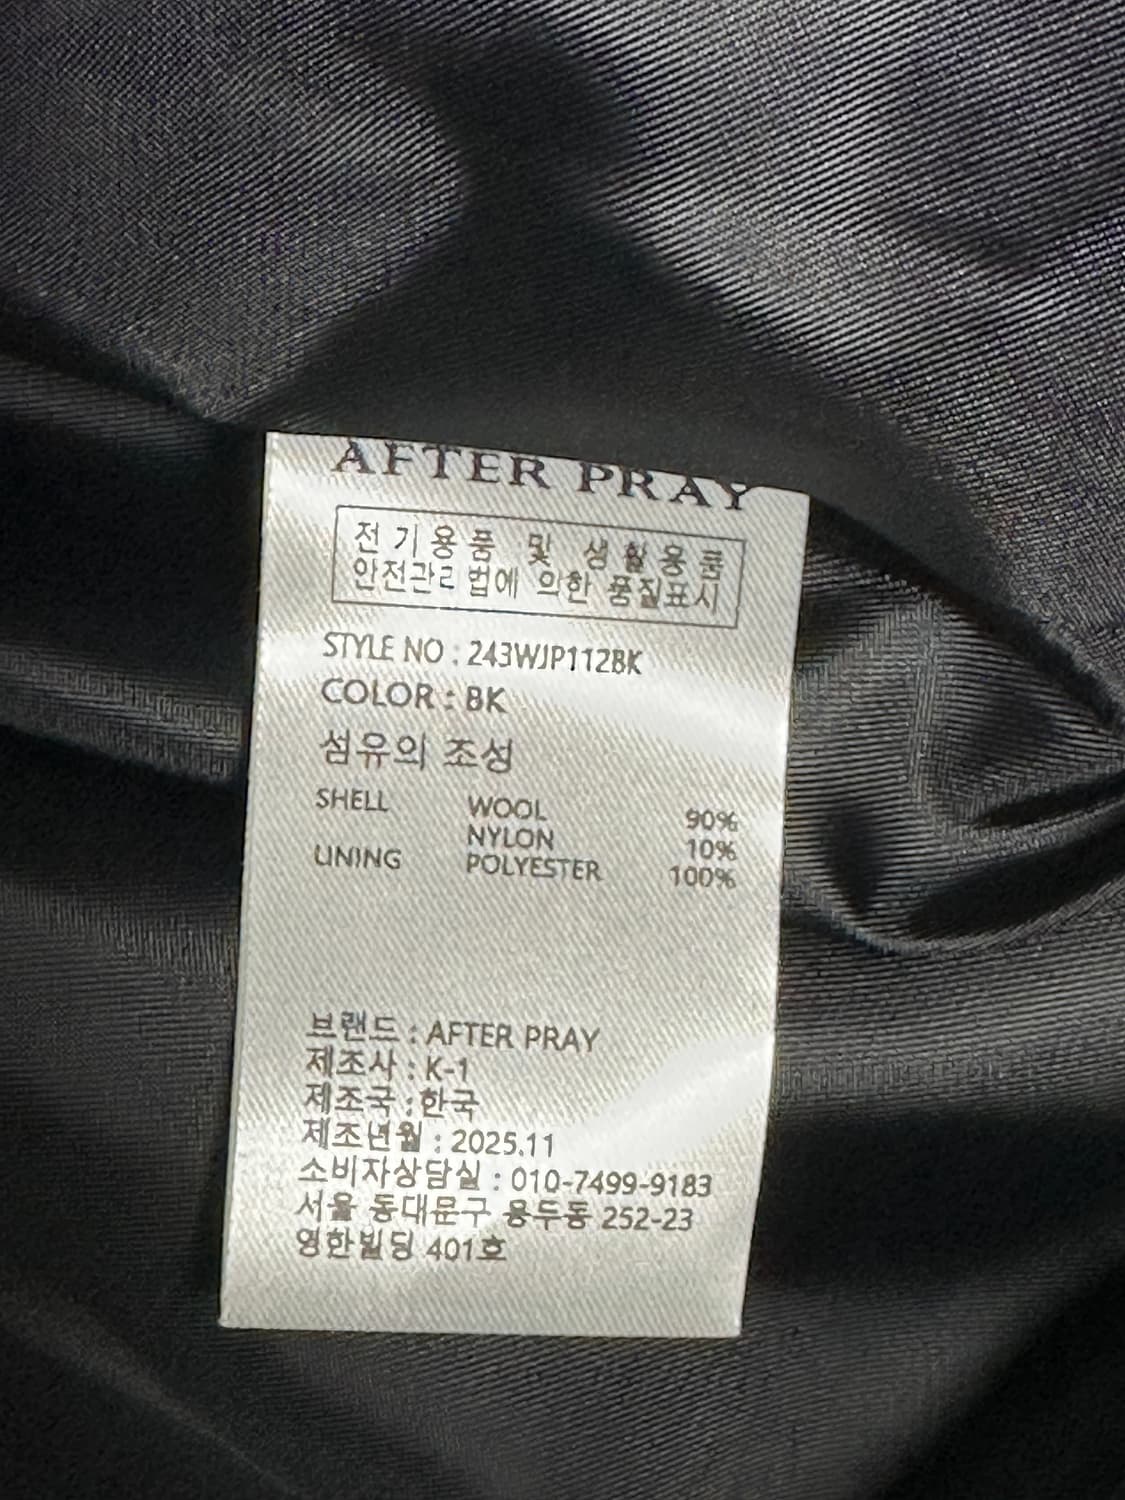 AFTER PRAY
전기용품 및 생활용품
안전관리 법에 의한 품질표시
STYLE NO : 243WJP112BK
COLOR : BK
섬유의 조성
SHELL WOOL 90%
NYLON 10%
LINING POLYESTER 100%
브랜드 : AFTER PRAY
제조사 : K-1
제조국 : 한국
제조년월 : 2025.11
소비자상담실 : 010-7499-9183
서울 동대문구 용두동 252-23
영한빌딩 401호